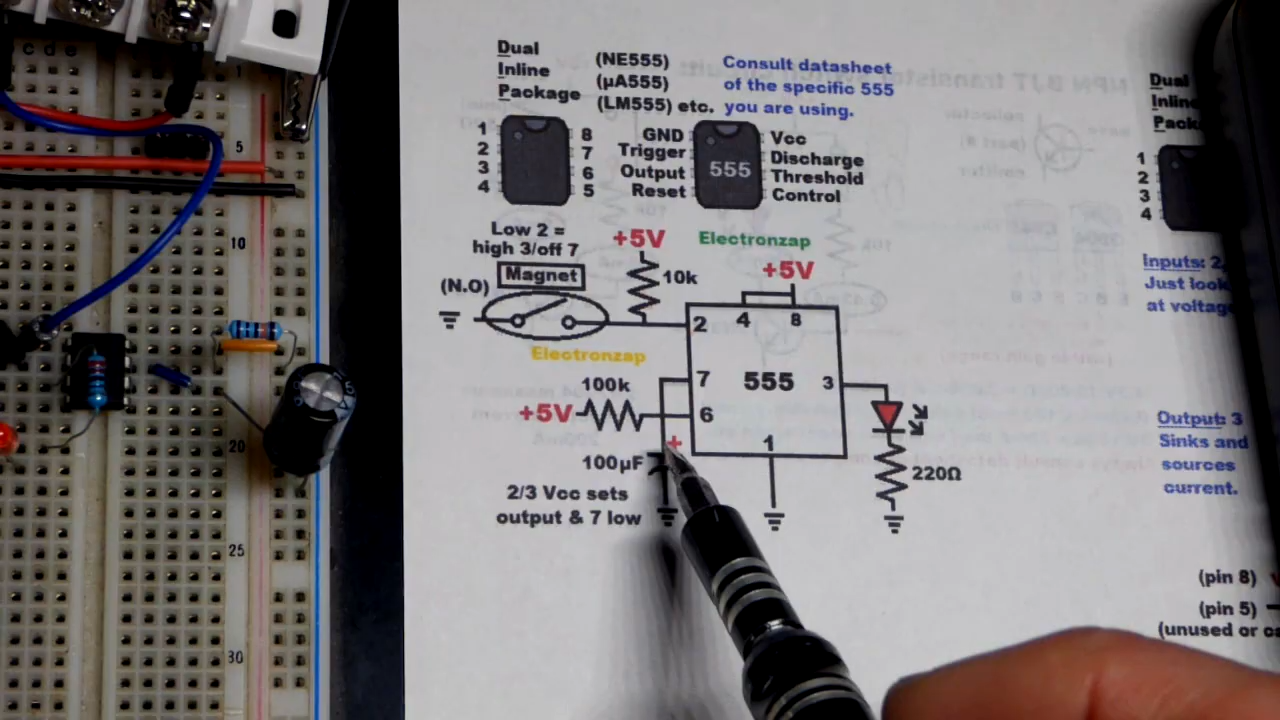 c d e
1
5
10
15
20
25
30
Dual
Inline
Package
(NE555)
(µA555)
(LM555) etc.
Consult datasheet
of the specific 555
you are using.
1
2
3
4
8
7
6
5
GND
Trigger
Output
Reset
555
Vcc
Discharge
Threshold
Control
Low 2 =
high 3/off 7
Magnet
(N.O)
+5V
10k
Electronzap
+5V
2
4
8
7
6
555
3
1
Electronzap
100k
+5V
+
100µF
220Ω
2/3 Vcc sets
output & 7 low
Dual
Inline
1
2
3
4
Inputs: 2,
Just look
at
Output: 3
Sinks and
sources
current.
(pin 8)
(pin 5)
(unused or